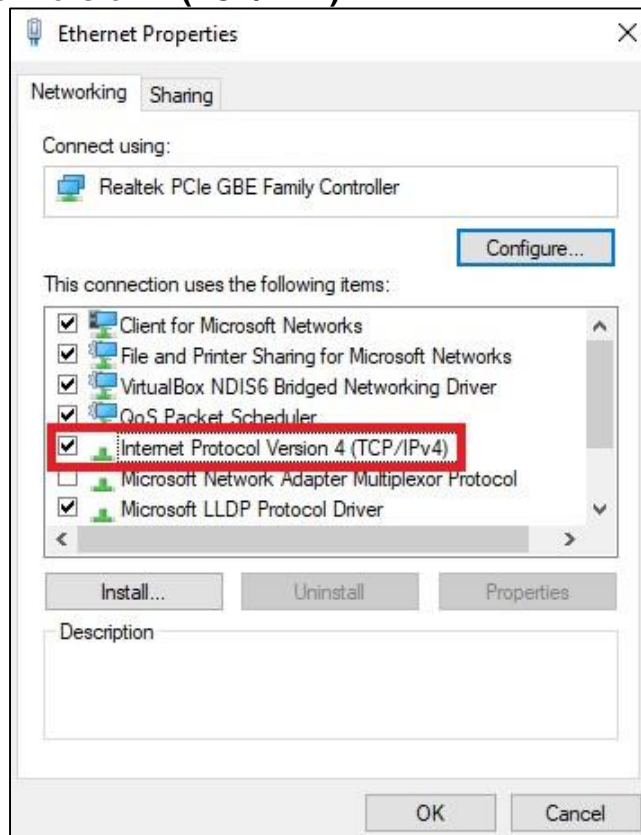 Ethernet Properties
Networking Sharing
Connect using:
Realtek PCIe GBE Family Controller
Configure...
This connection uses the following items:
Client for Microsoft Networks
File and Printer Sharing for Microsoft Networks
VirtualBox NDIS6 Bridged Networking Driver
QoS Packet Scheduler
Internet Protocol Version 4 (TCP/IPv4)
Microsoft Network Adapter Multiplexor Protocol
Microsoft LLDP Protocol Driver
Install... Uninstall Properties
Description
OK Cancel